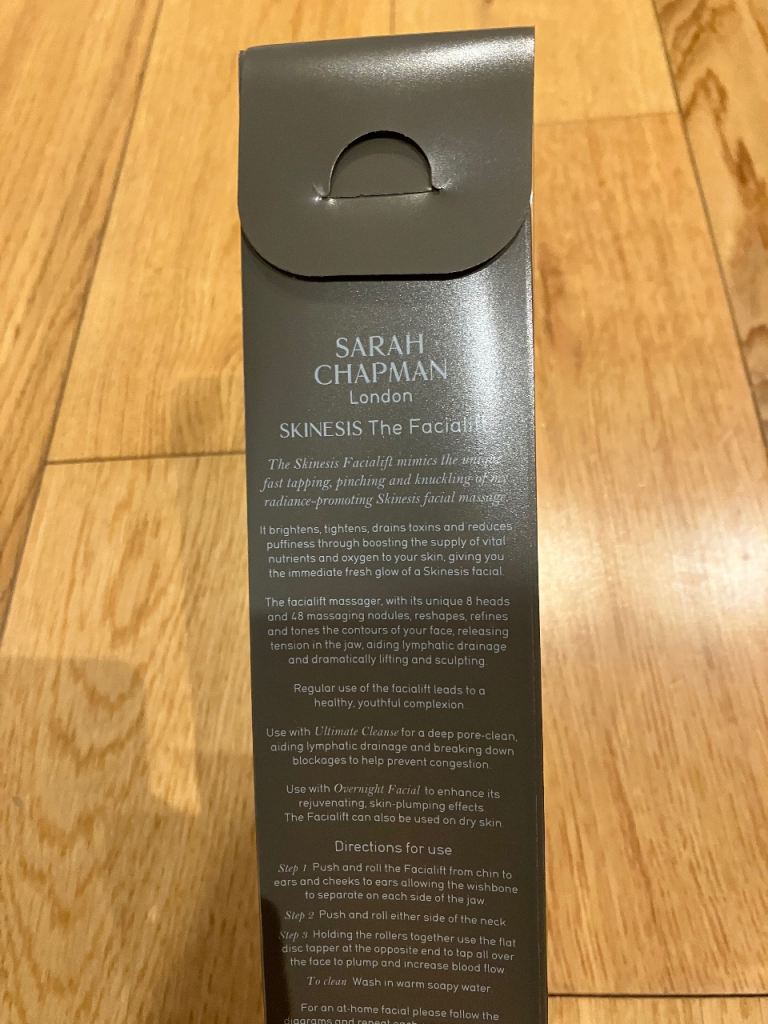 SARAH
CHAPMAN
London
SKINESIS The Facialift
The Skinesis Facialift mimics the unique
fast tapping, pinching and knuckling of my
radiance-promoting Skinesis facial massage.
It brightens, tightens, drains toxins and reduces
puffiness through boosting the supply of vital
nutrients and oxygen to your skin, giving you
the immediate fresh glow of a Skinesis facial.
The facialift massager, with its unique 8 heads
and 48 massaging nodules, reshapes, refines
and tones the contours of your face, releasing
tension in the jaw, aiding lymphatic drainage
and dramatically lifting and sculpting.
Regular use of the facialift leads to a
healthy, youthful complexion.
Use with Ultimate Cleanse for a deep pore-clean,
aiding lymphatic drainage and breaking down
blockages to help prevent congestion.
Use with Overnight Facial to enhance its
rejuvenating, skin-plumping effects.
The Facialift can also be used on dry skin.
Directions for use
Step 1 Push and roll the Facialift from chin to
ears and cheeks to ears allowing the wishbone
to separate on each side of the jaw
Step 2 Push and roll either side of the neck
Step 3 Holding the rollers together use the flat
disc tapper at the opposite end to tap all over
the face to plump and increase blood flow
To clean Wash in warm soapy water
For an at-home facial please follow the
diagrams and repeat each